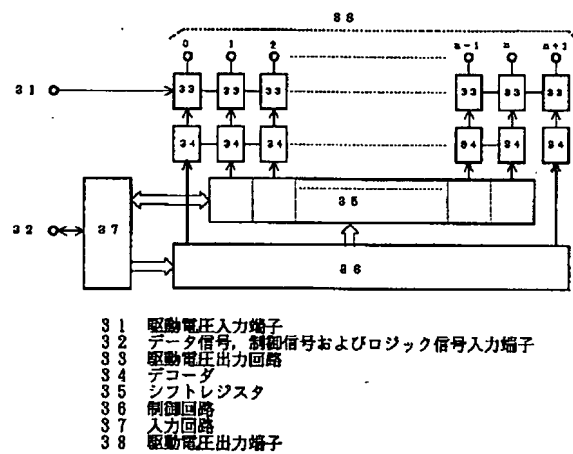 38
0 1 2 n-1 n n+1
31 33 33 33 33 33 33
34 34 34 34 34 34
35
32 37
36
31 駆動電圧入力端子
32 データ信号，制御信号およびロジック信号入力端子
33 駆動電圧出力回路
34 デコーダ
35 シフトレジスタ
36 制御回路
37 入力回路
38 駆動電圧出力端子